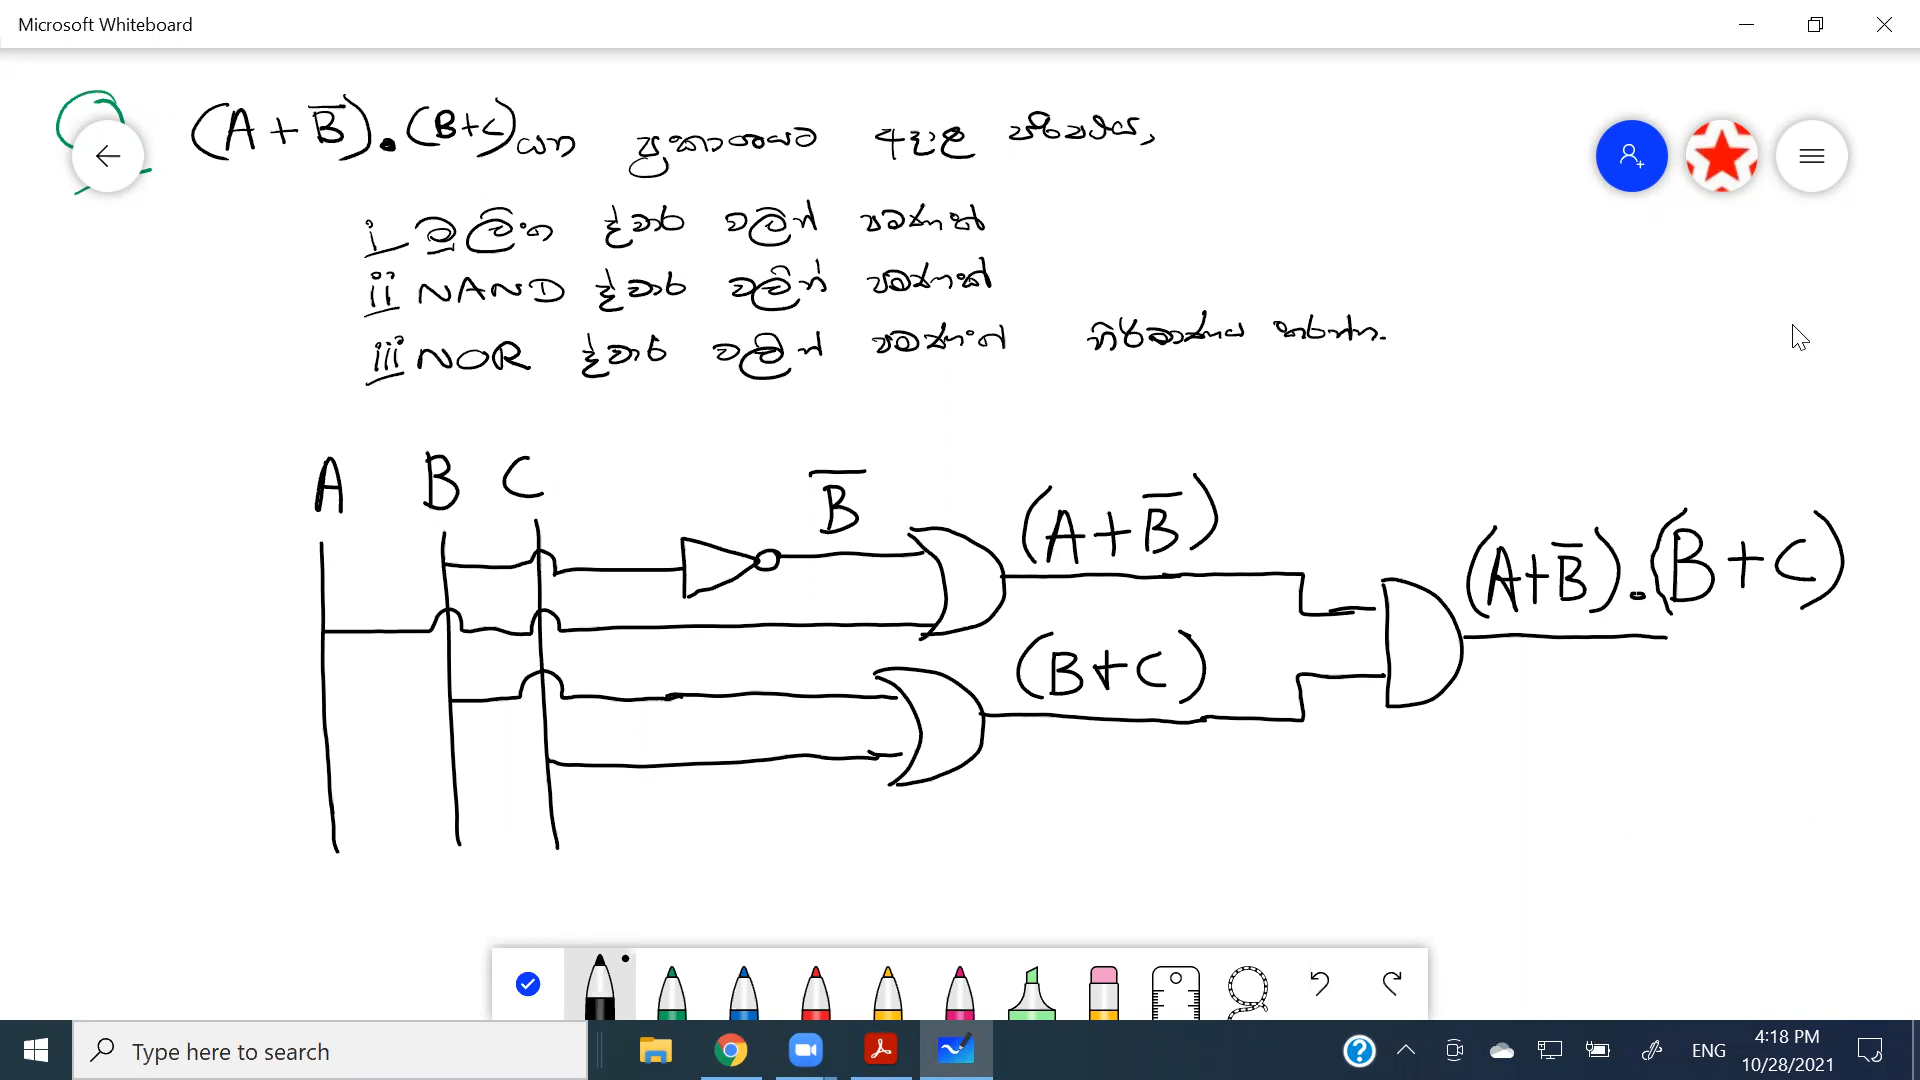 Microsoft Whiteboard
(A + B̅) . (B+C) යන ප්‍රකාශයට අදාළ පරිපථය,
i මූලික ද්වාර වලින් පමණක්
ii NAND ද්වාර වලින් පමණක්
iii NOR ද්වාර වලින් පමණක් නිර්මාණය කරන්න.
A B C
B̅
(A + B̅)
(A+B̅) . (B + C)
(B+C)
Type here to search
ENG
4:18 PM
10/28/2021